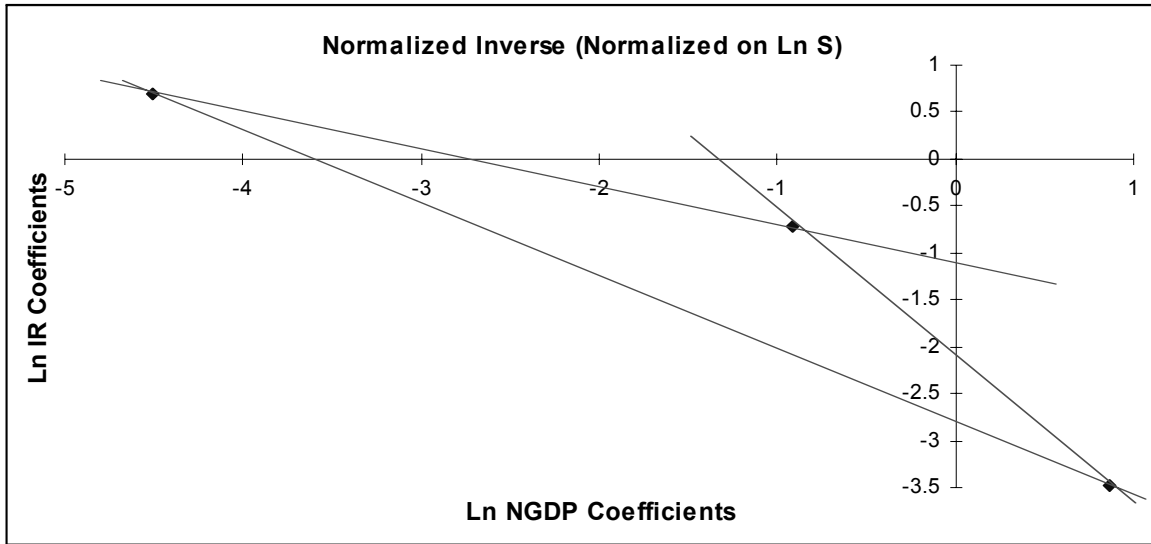 Normalized Inverse (Normalized on Ln S)
1
0.5
0
-5 -4 -3 -2 -1 0 1
-0.5
-1
-1.5
-2
-2.5
-3
-3.5
Ln IR Coefficients
Ln NGDP Coefficients